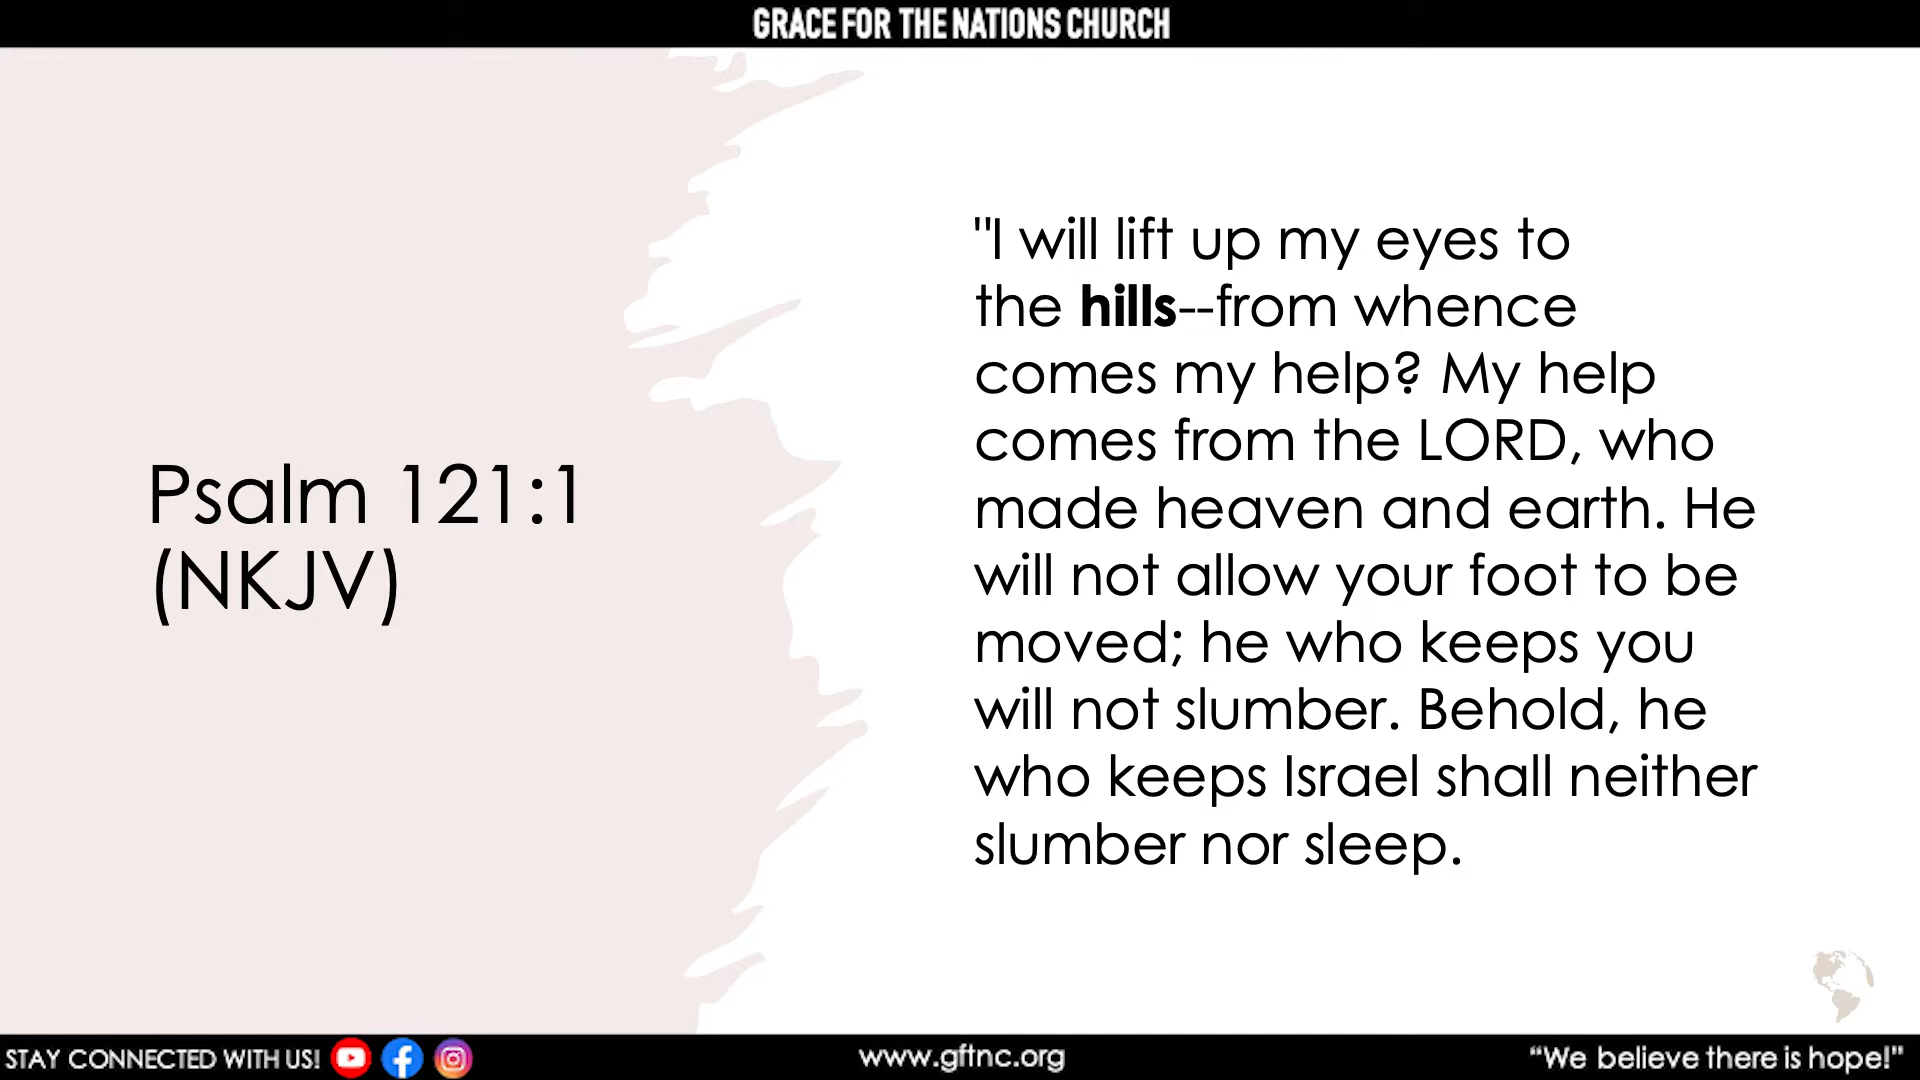 GRACE FOR THE NATIONS CHURCH
Psalm 121:1
(NKJV)
"I will lift up my eyes to
the hills--from whence
comes my help? My help
comes from the LORD, who
made heaven and earth. He
will not allow your foot to be
moved; he who keeps you
will not slumber. Behold, he
who keeps Israel shall neither
slumber nor sleep.
STAY CONNECTED WITH US!
www.gftnc.org
“We believe there is hope!”